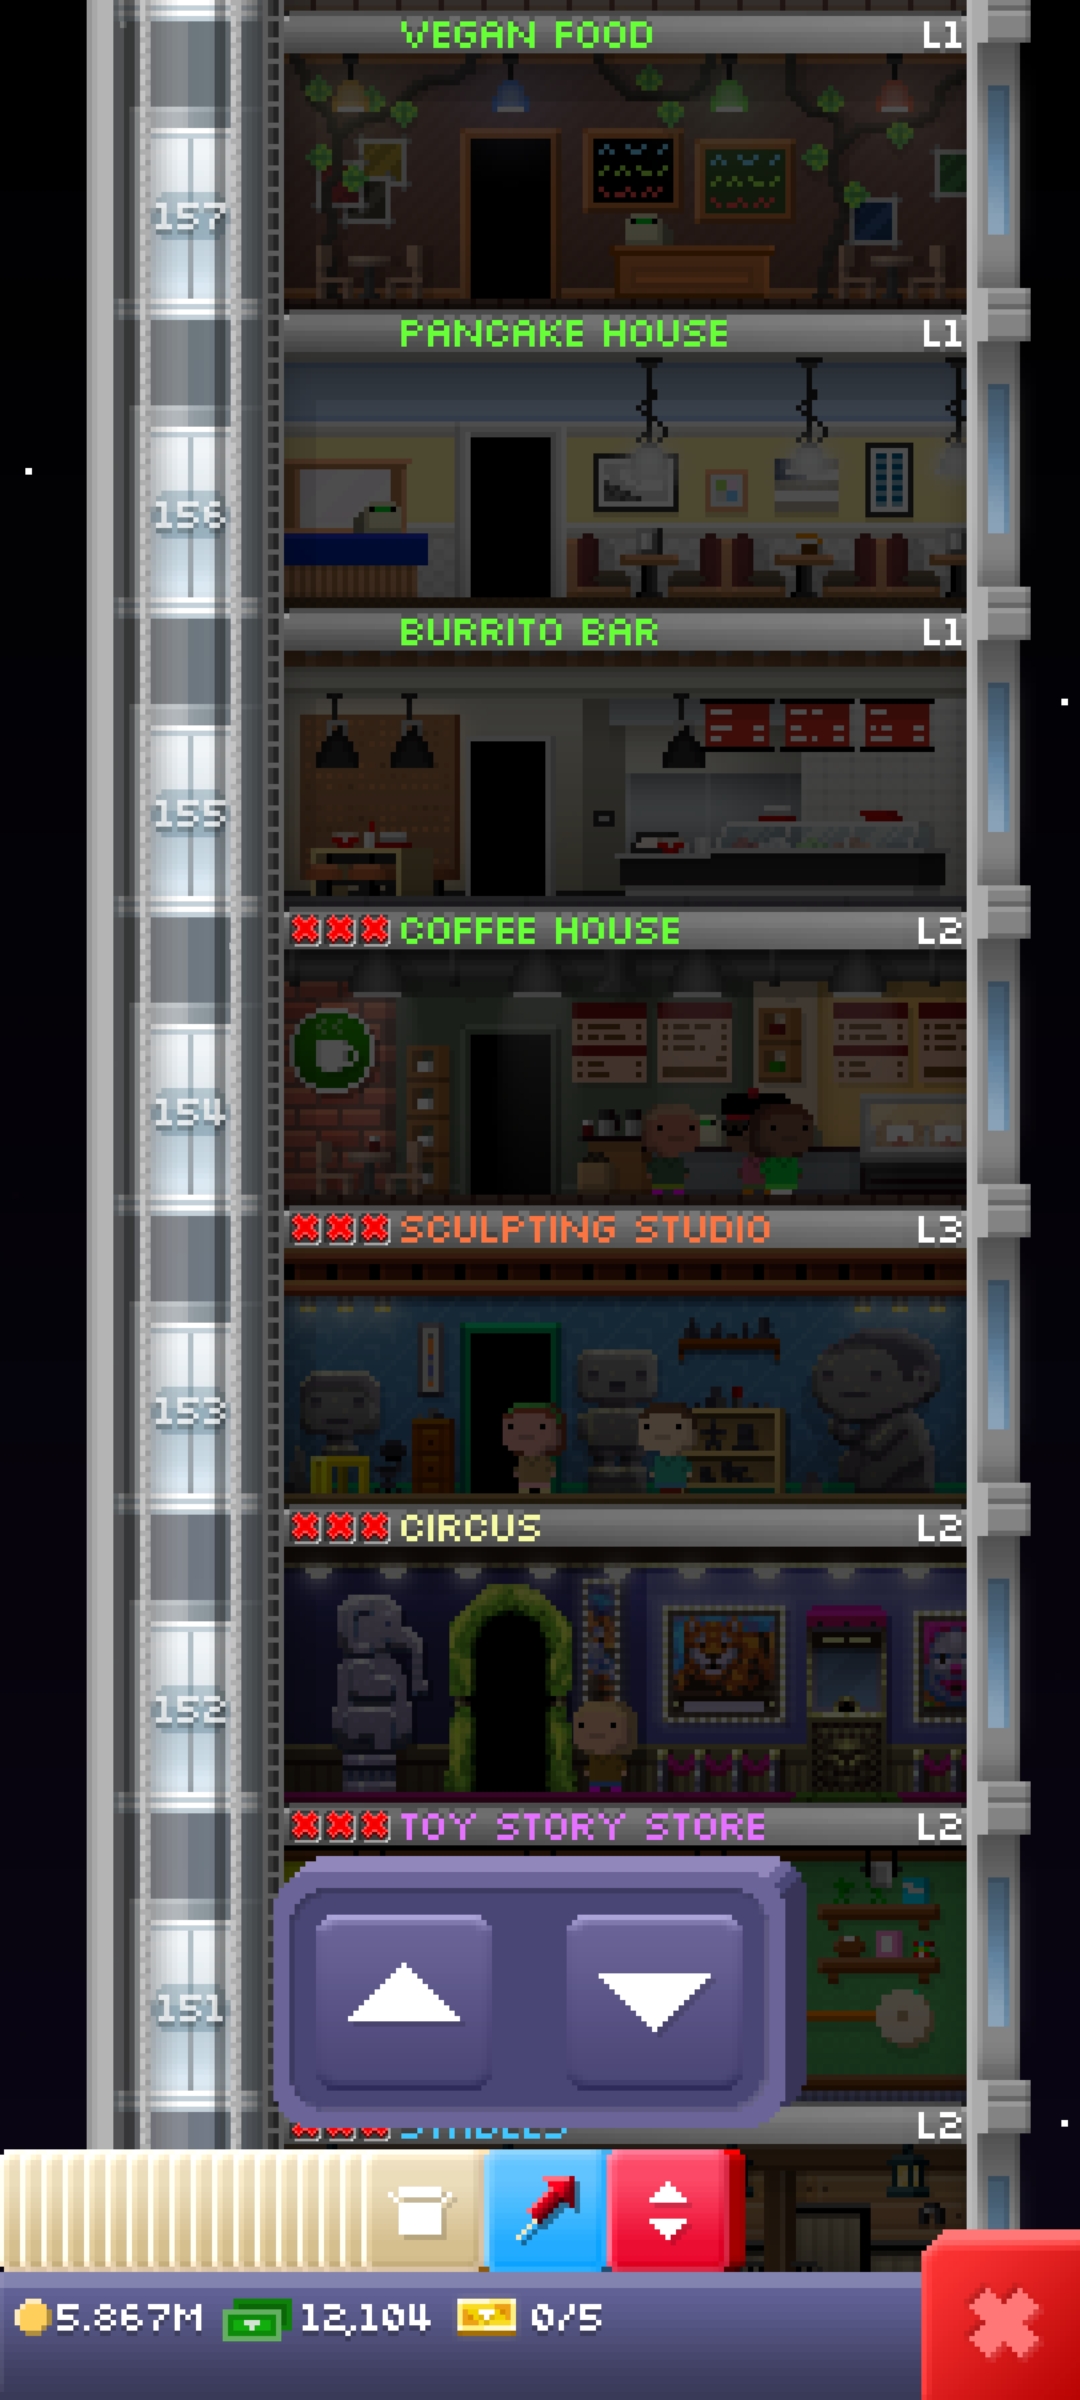 VEGAN FOOD L1
157
PANCAKE HOUSE L1
156
BURRITO BAR L1
155
COFFEE HOUSE L2
154
SCULPTING STUDIO L3
153
CIRCUS L2
152
TOY STORY STORE L2
151
STABLES L2
5.867M 12,104 0/5